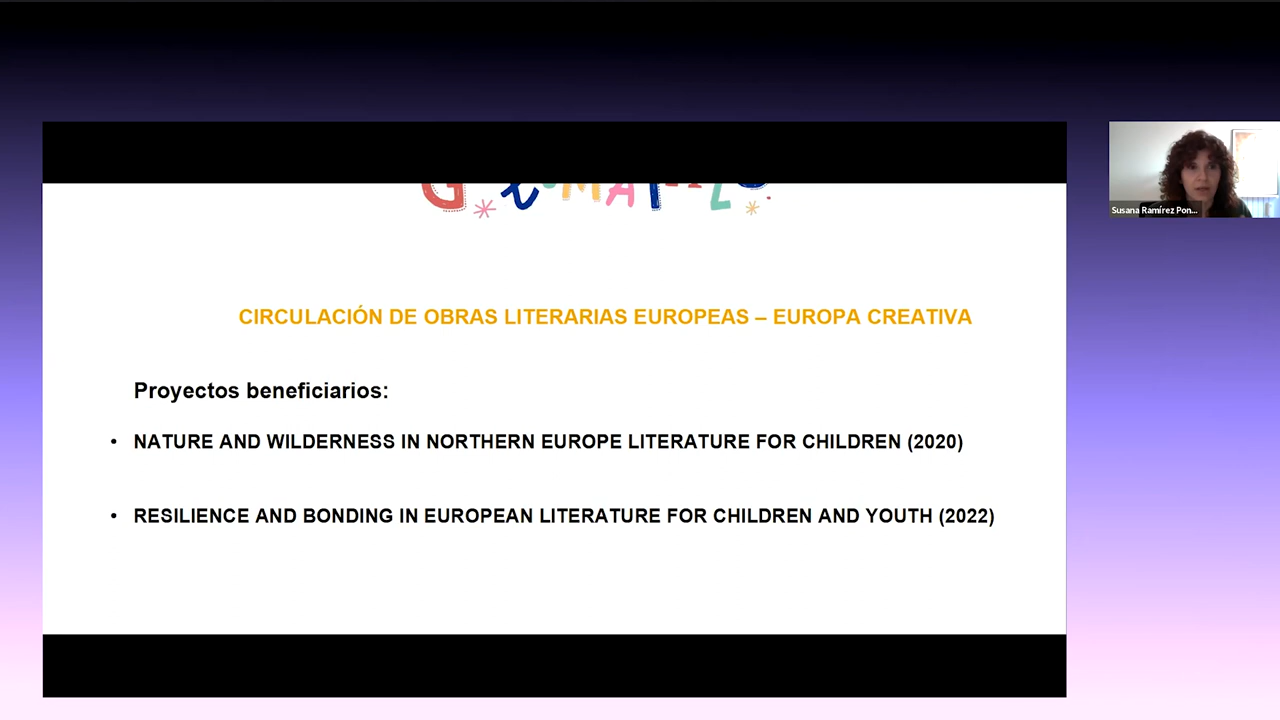 CIRCULACIÓN DE OBRAS LITERARIAS EUROPEAS – EUROPA CREATIVA
Proyectos beneficiarios:
• NATURE AND WILDERNESS IN NORTHERN EUROPE LITERATURE FOR CHILDREN (2020)
• RESILIENCE AND BONDING IN EUROPEAN LITERATURE FOR CHILDREN AND YOUTH (2022)
Susana Ramírez Pon...